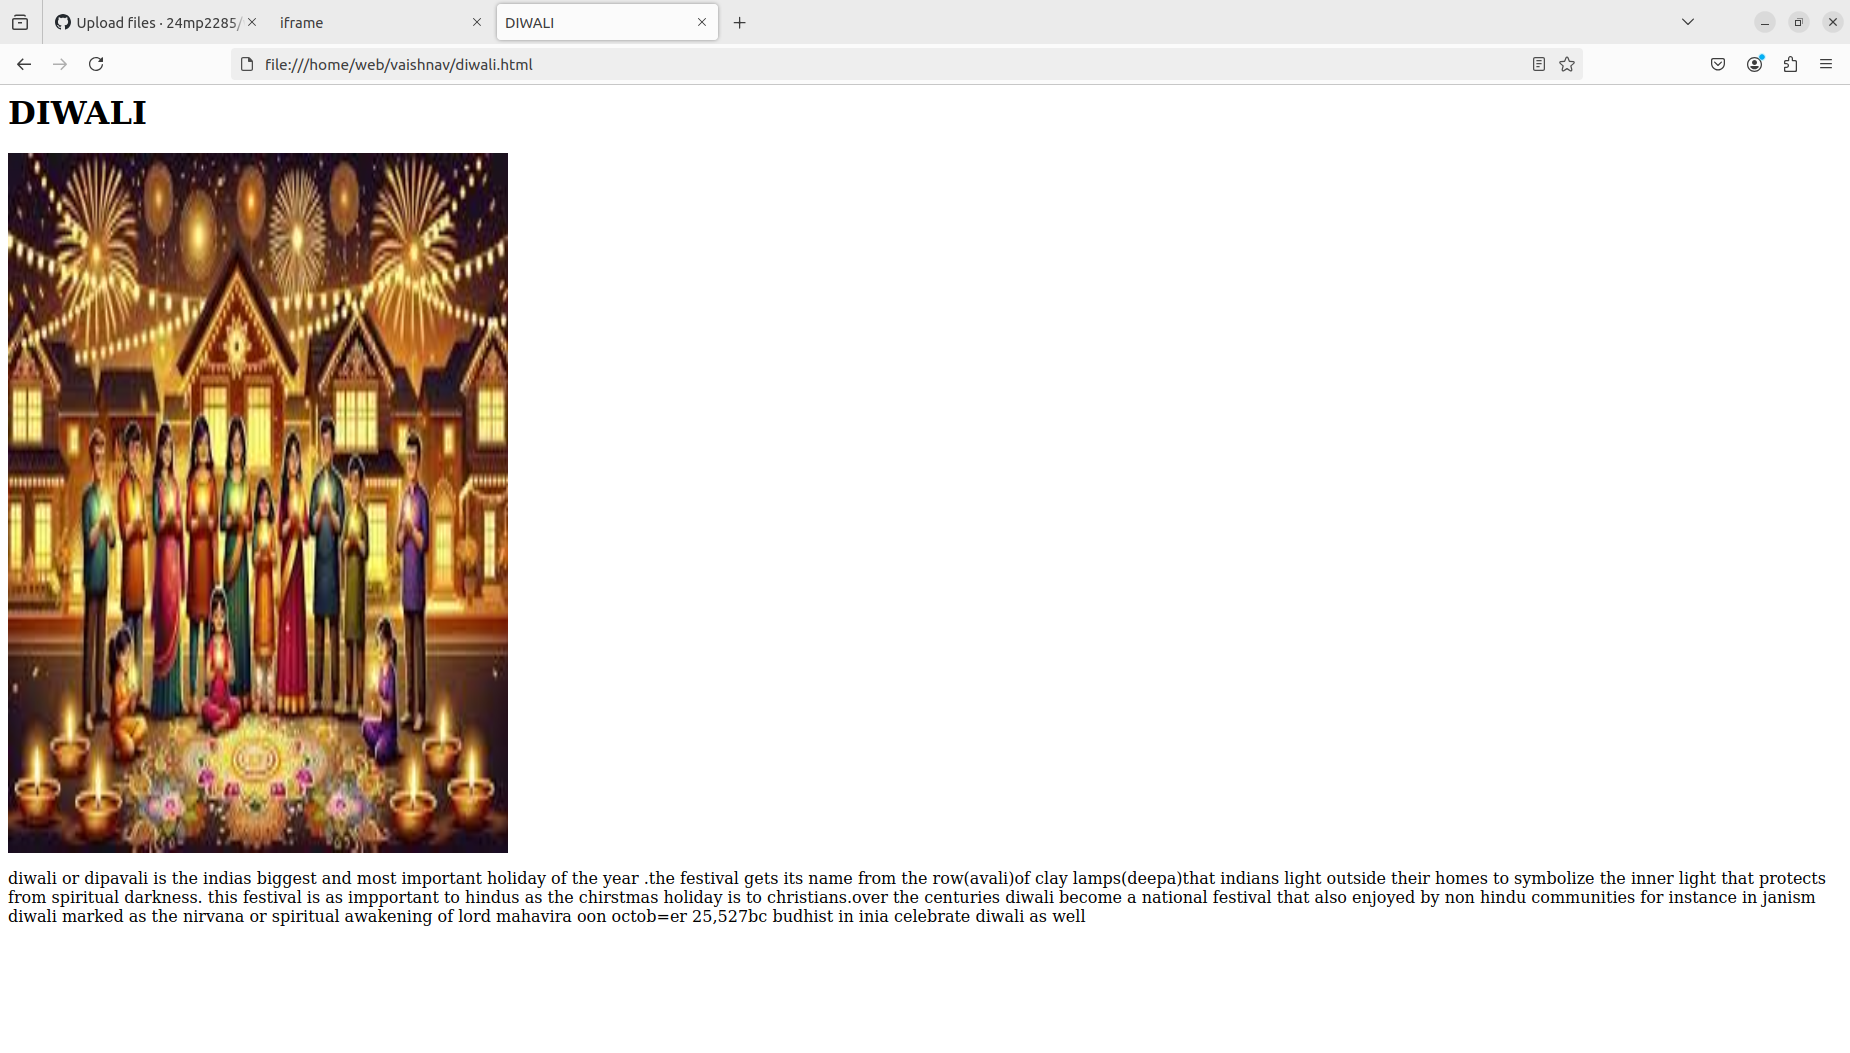 Upload files · 24mp2285/
iframe
DIWALI
file:///home/web/vaishnav/diwali.html
DIWALI
diwali or dipavali is the indias biggest and most important holiday of the year .the festival gets its name from the row(avali)of clay lamps(deepa)that indians light outside their homes to symbolize the inner light that protects
from spiritual darkness. this festival is as impportant to hindus as the chirstmas holiday is to christians.over the centuries diwali become a national festival that also enjoyed by non hindu communities for instance in janism
diwali marked as the nirvana or spiritual awakening of lord mahavira oon octob=er 25,527bc budhist in inia celebrate diwali as well